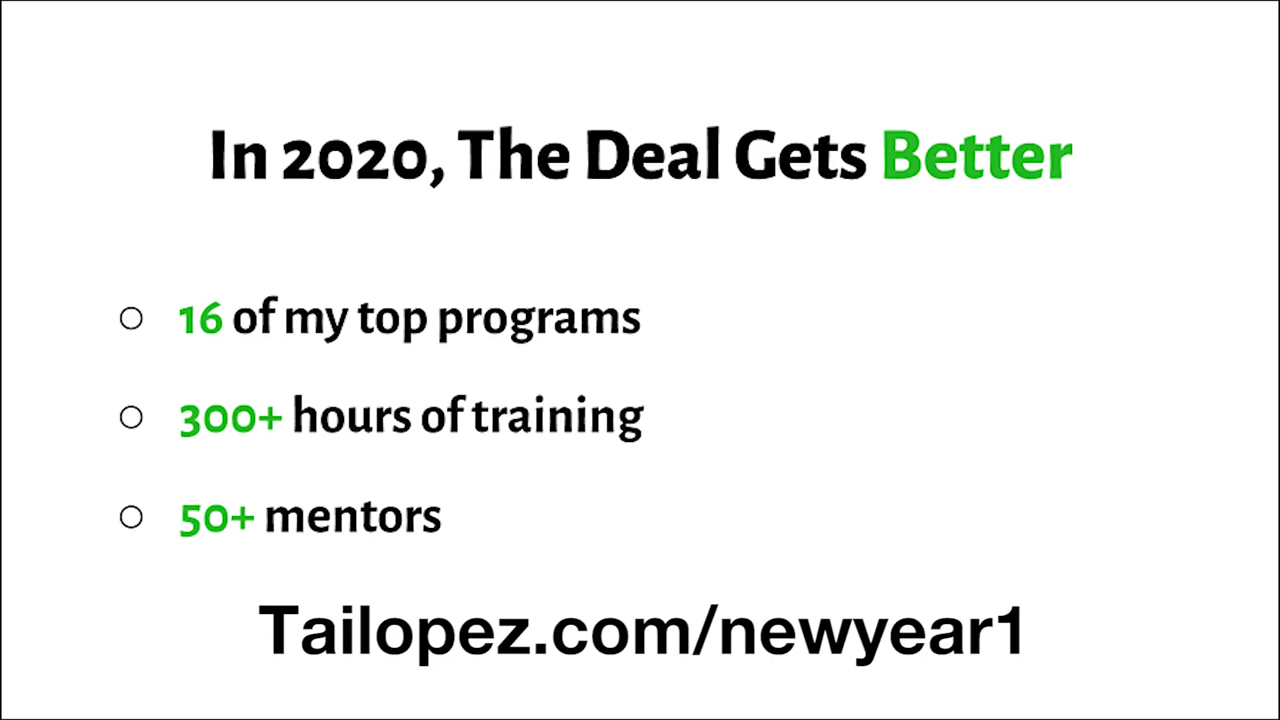 In 2020, The Deal Gets Better
16 of my top programs
300+ hours of training
50+ mentors
Tailopez.com/newyear1